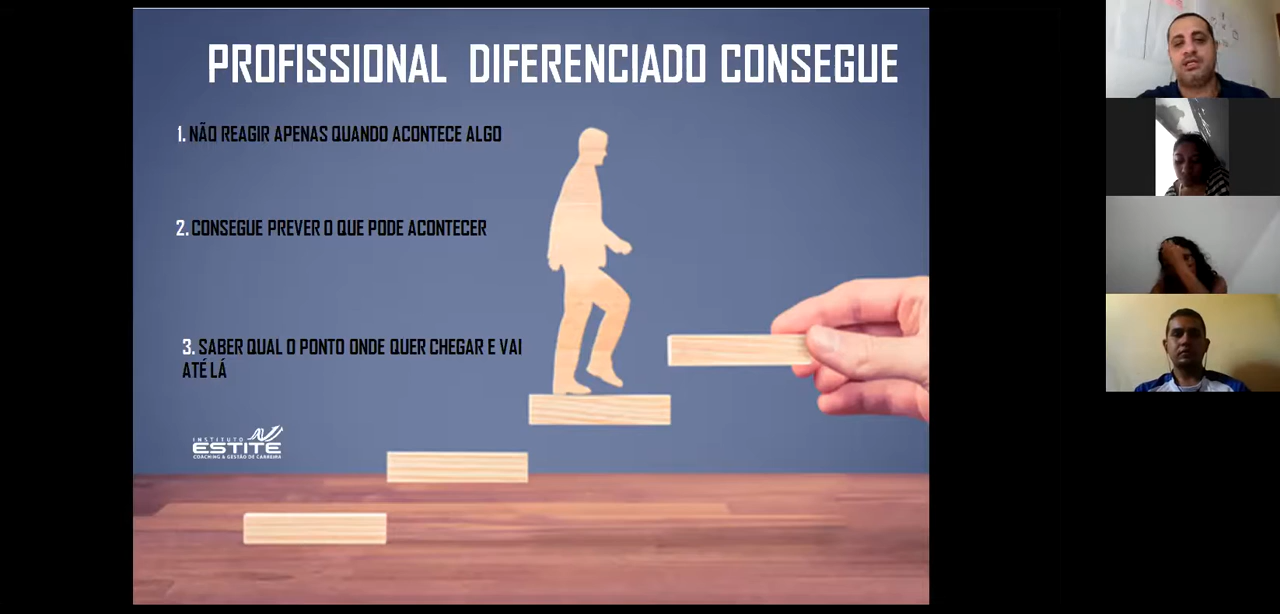 PROFISSIONAL DIFERENCIADO CONSEGUE
1. NÃO REAGIR APENAS QUANDO ACONTECE ALGO
2. CONSEGUE PREVER O QUE PODE ACONTECER
3. SABER QUAL O PONTO ONDE QUER CHEGAR E VAI
ATÉ LÁ
INSTITUTO
ESTITE
COACHING & GESTÃO DE CARREIRA